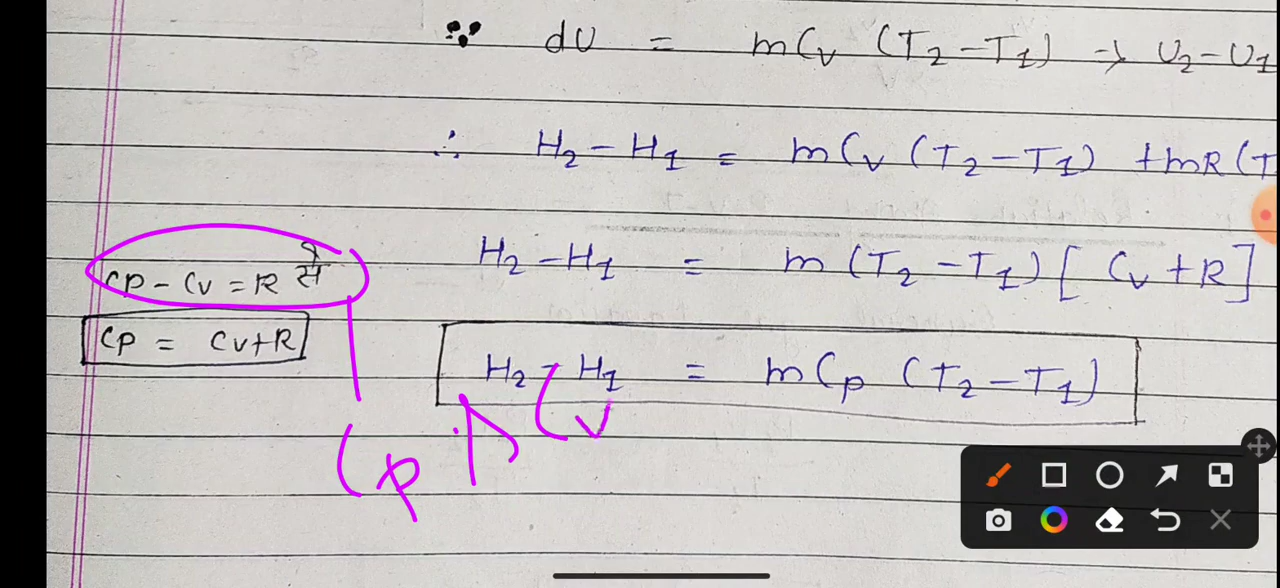 ∵ dU = mCv (T2-T1) → U2-U1
∴ H2-H1 = mCv (T2-T1) + mR (T
H2-H1 = m (T2-T1) [Cv+R]
Cp - Cv = R से
Cp = Cv+R
H2-H1 = mCp (T2-T1)
Cp > Cv